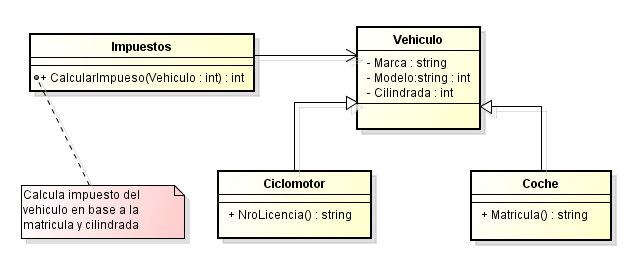 Impuestos
+ CalcularImpueso(Vehiculo : int) : int
Vehiculo
- Marca : string
- Modelo:string : int
- Cilindrada : int
Calcula impuesto del
vehiculo en base a la
matricula y cilindrada
Ciclomotor
+ NroLicencia() : string
Coche
+ Matricula() : string